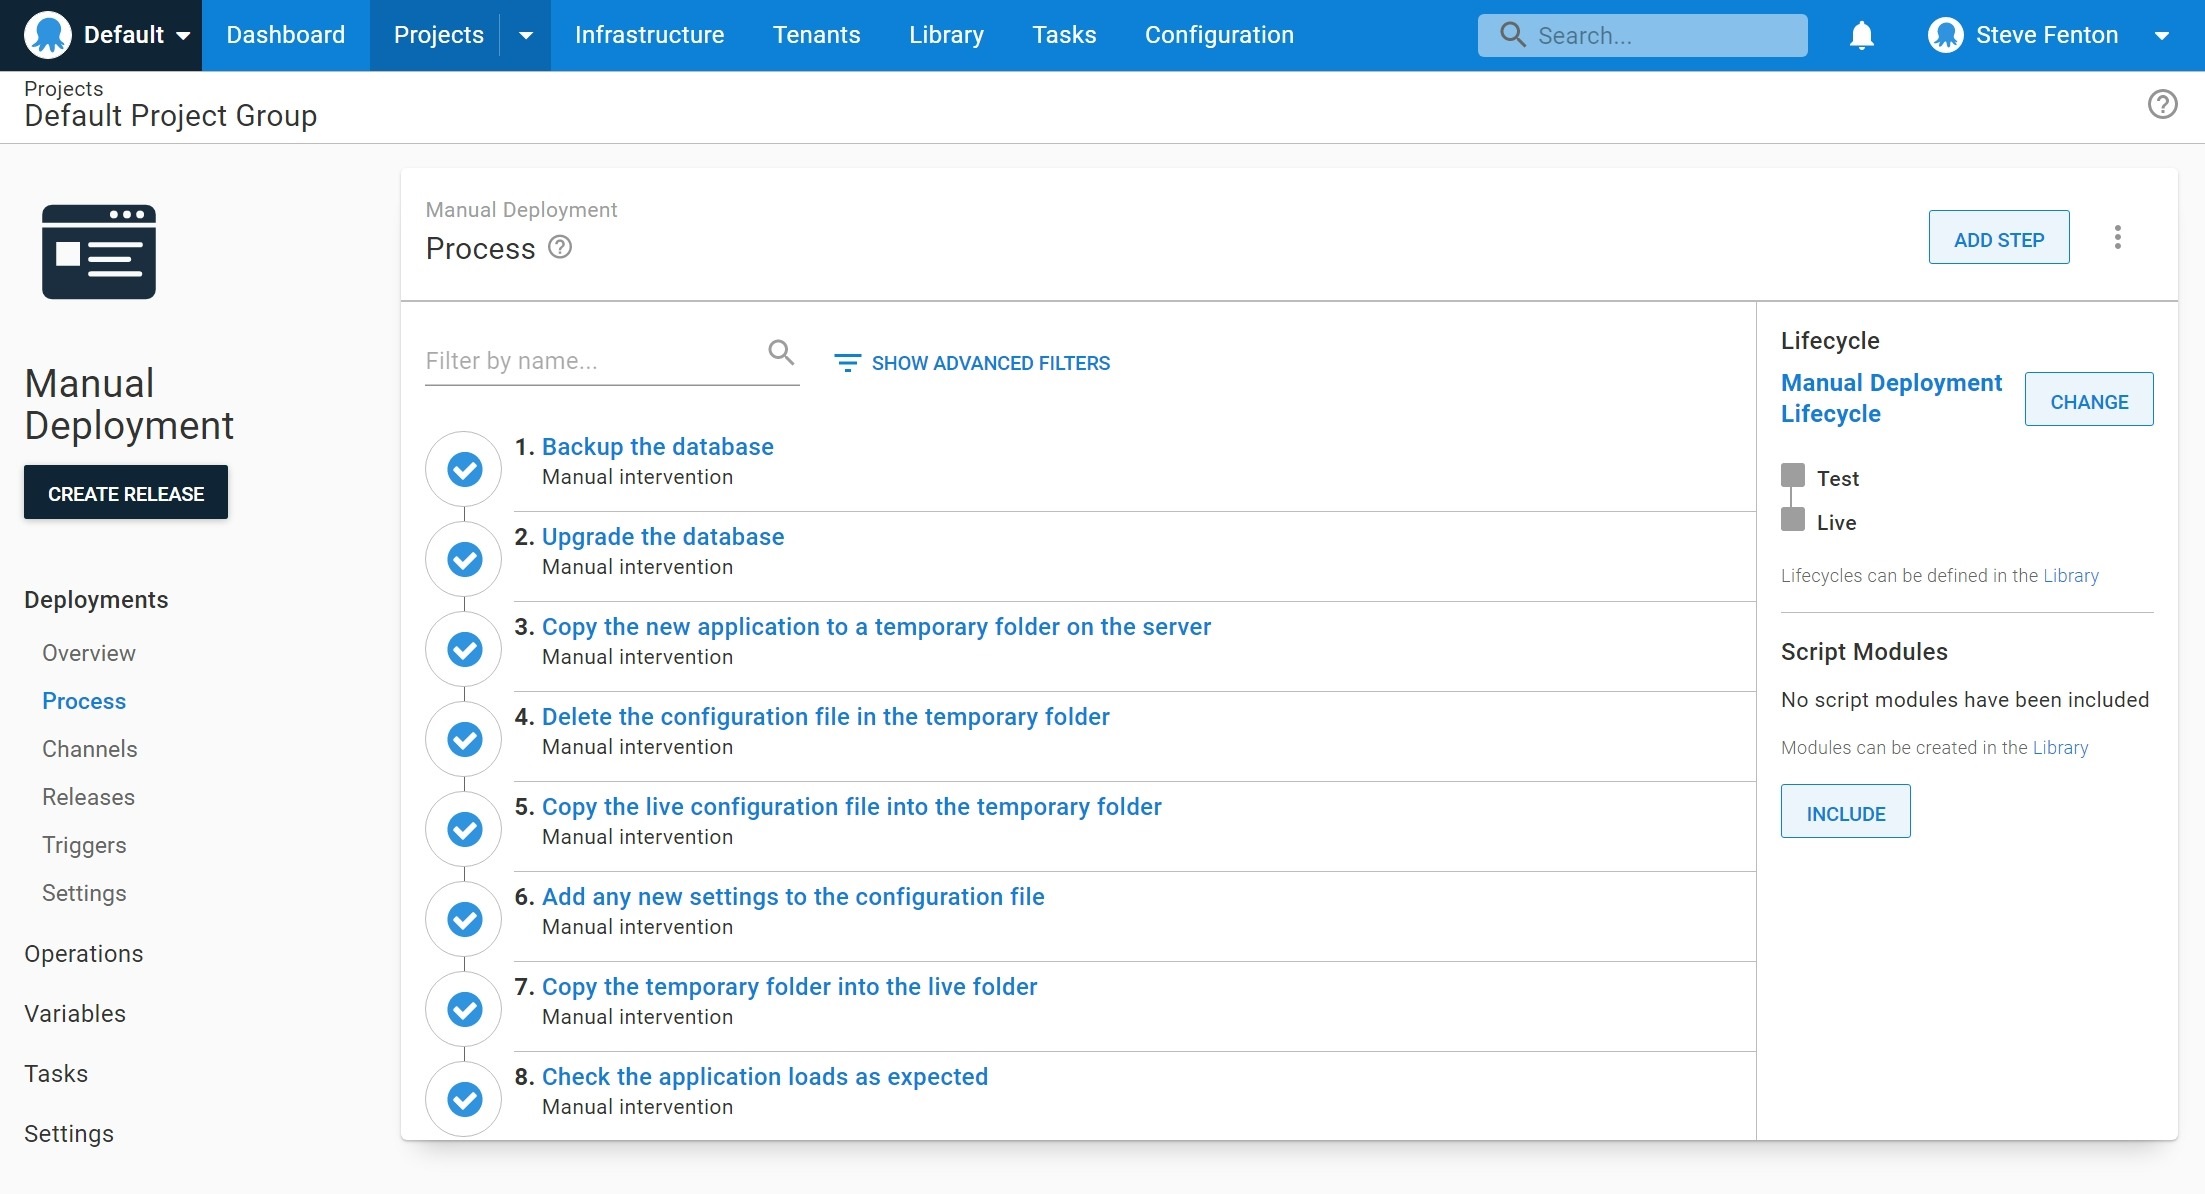 Default
Dashboard
Projects
Infrastructure
Tenants
Library
Tasks
Configuration
Search...
Steve Fenton
Projects
Default Project Group
Manual
Deployment
CREATE RELEASE
Deployments
Overview
Process
Channels
Releases
Triggers
Settings
Operations
Variables
Tasks
Settings
Manual Deployment
Process
ADD STEP
Filter by name...
SHOW ADVANCED FILTERS
1. Backup the database
Manual intervention
2. Upgrade the database
Manual intervention
3. Copy the new application to a temporary folder on the server
Manual intervention
4. Delete the configuration file in the temporary folder
Manual intervention
5. Copy the live configuration file into the temporary folder
Manual intervention
6. Add any new settings to the configuration file
Manual intervention
7. Copy the temporary folder into the live folder
Manual intervention
8. Check the application loads as expected
Manual intervention
Lifecycle
Manual Deployment
Lifecycle
CHANGE
Test
Live
Lifecycles can be defined in the Library
Script Modules
No script modules have been included
Modules can be created in the Library
INCLUDE